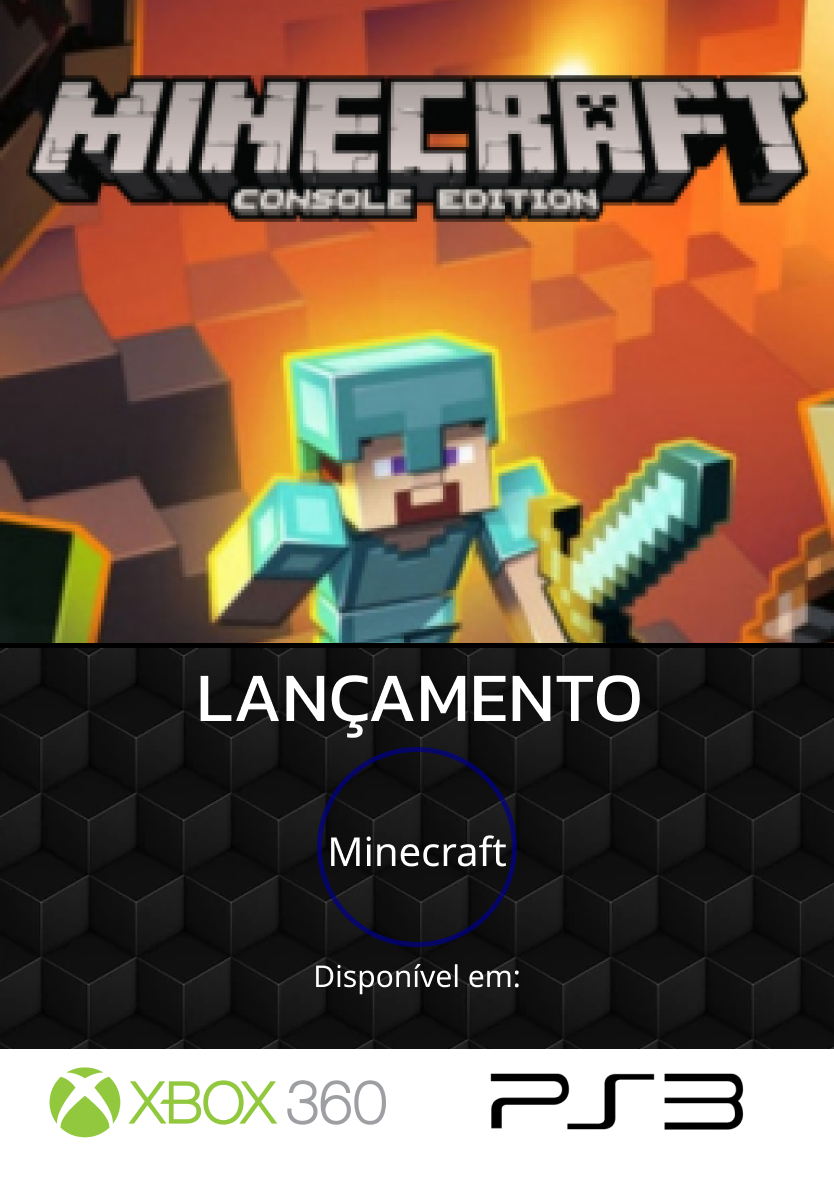 MINECRAFT
CONSOLE EDITION
LANÇAMENTO
Minecraft
Disponível em:
XBOX 360 PS3